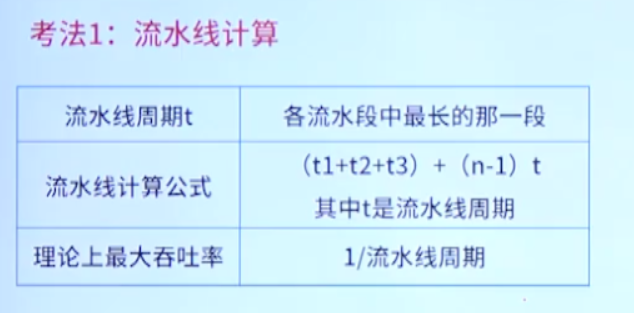 考法1：流水线计算
流水线周期t
各流水段中最长的那一段
流水线计算公式
（t1+t2+t3）+（n-1）t
其中t是流水线周期
理论上最大吞吐率
1/流水线周期